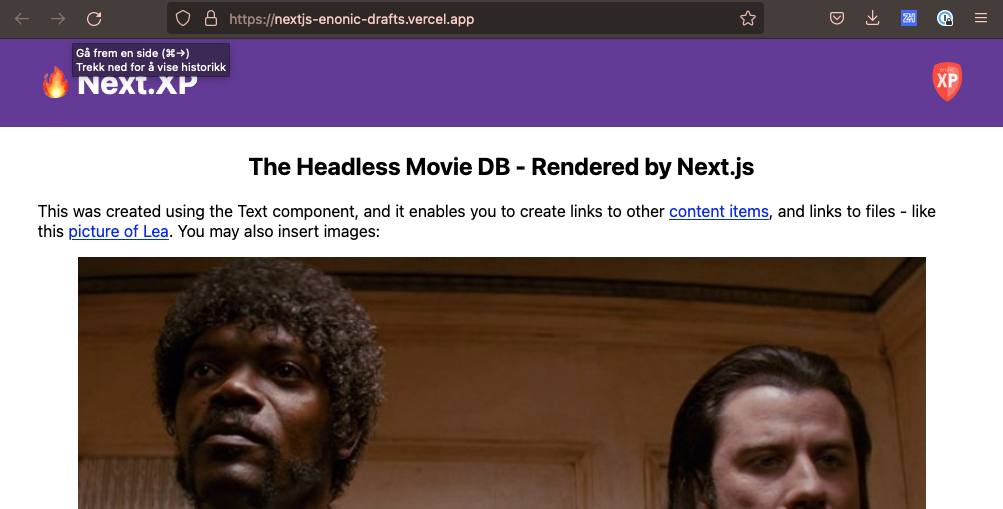 https://nextjs-enonic-drafts.vercel.app
Gå frem en side (⌘→)
Trekk ned for å vise historikk
Next.XP
XP
The Headless Movie DB - Rendered by Next.js
This was created using the Text component, and it enables you to create links to other content items, and links to files - like
this picture of Lea. You may also insert images: